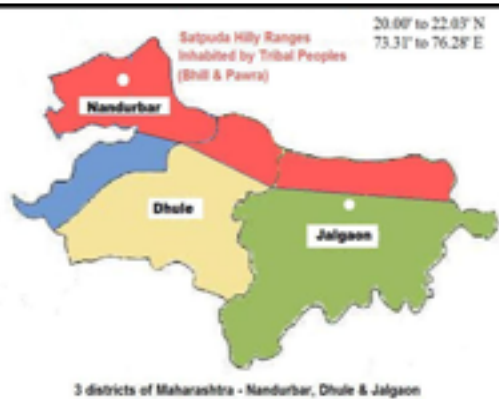 Satpuda Hilly Ranges
Inhabited by Tribal Peoples
(Bhill & Pawra)
20.00' to 22.03' N
73.31' to 76.28' E
Nandurbar
Dhule
Jalgaon
3 districts of Maharashtra - Nandurbar, Dhule & Jalgaon